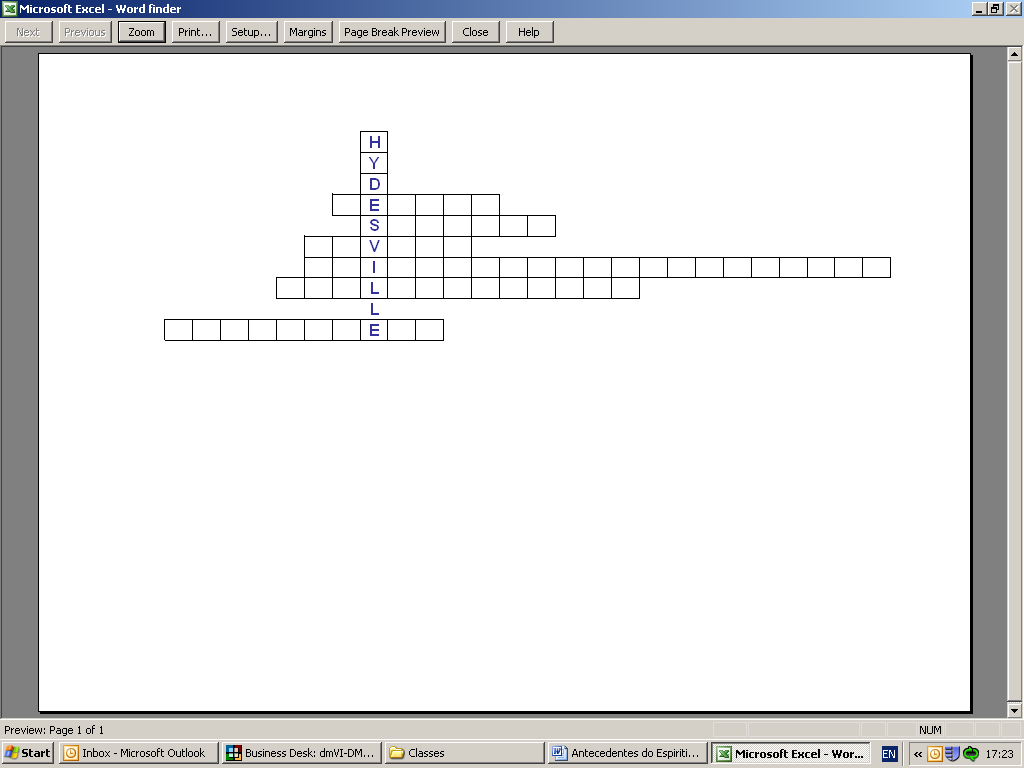 Microsoft Excel - Word finder
Next Previous Zoom Print... Setup... Margins Page Break Preview Close Help
H
Y
D
E
S
V
I
L
L
E
Preview: Page 1 of 1 NUM
Start Inbox - Microsoft Outlook Business Desk: dmVI-DM... Classes Antecedentes do Espiriti... Microsoft Excel - Wor... EN « 17:23